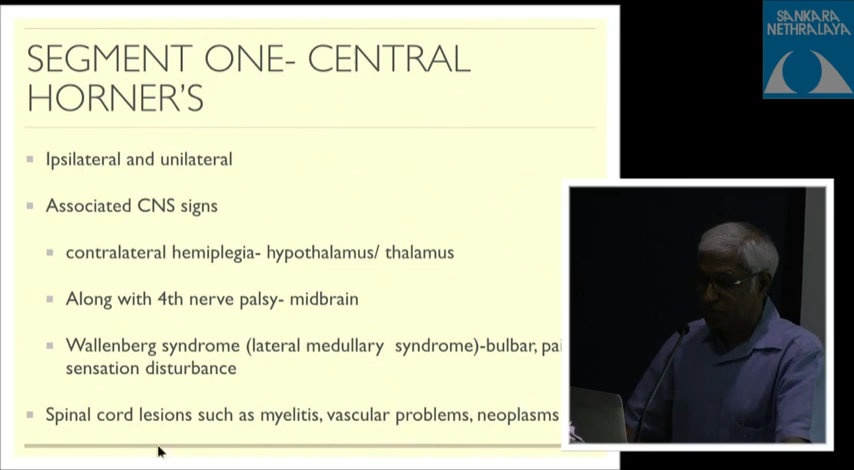 SEGMENT ONE- CENTRAL
HORNER'S
Ipsilateral and unilateral
Associated CNS signs
contralateral hemiplegia- hypothalamus/ thalamus
Along with 4th nerve palsy- midbrain
Wallenberg syndrome (lateral medullary syndrome)-bulbar,
sensation disturbance
Spinal cord lesions such as myelitis, vascular problems, neoplasms
SANKARA
NETHRALAYA